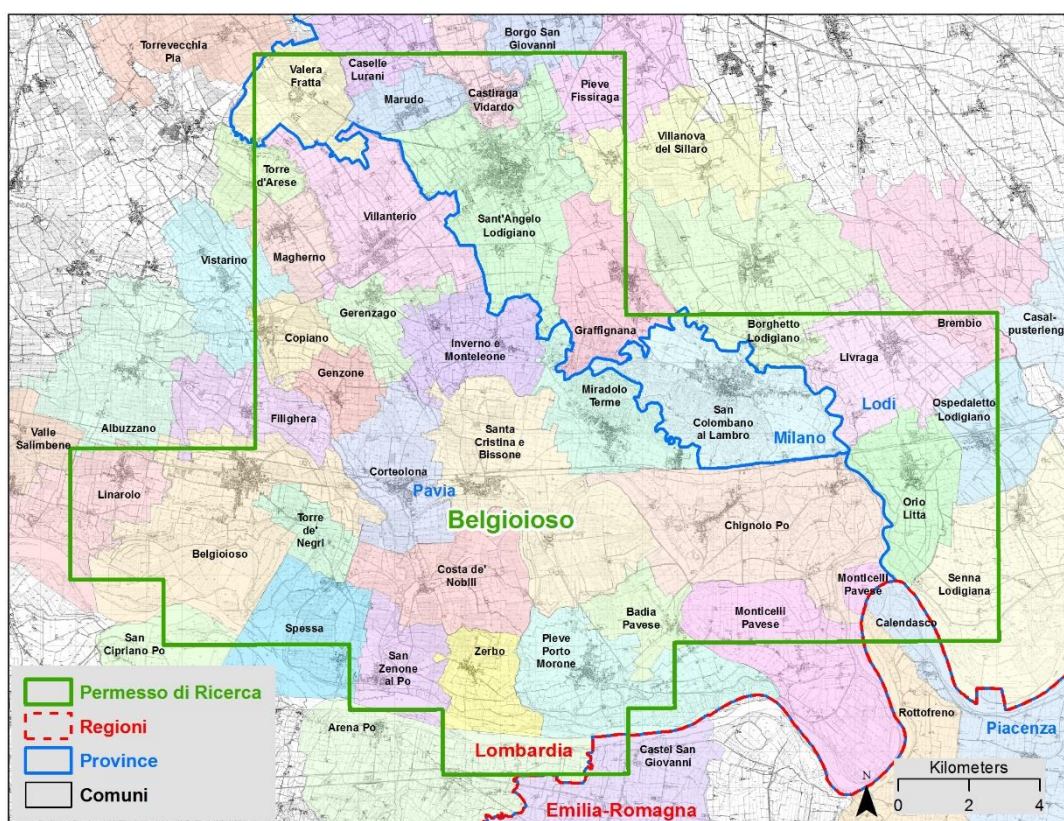 Torrevecchia
Pia
Borgo San
Giovanni
Valera
Fratta
Caselle
Lurani
Marudo
Castiraga
Vidardo
Pieve
Fissiraga
Villanova
del Sillaro
Torre
d'Arese
Villanterio
Sant'Angelo
Lodigiano
Vistarino
Magherno
Gerenzago
Copiano
Inverno e
Monteleone
Graffignana
Borghetto
Lodigiano
Brembio
Casal-
pusterleng
Livraga
Genzone
Miradolo
Terme
San
Colombano
al Lambro
Milano
Lodi
Ospedaletto
Lodigiano
Filighera
Albuzzano
Valle
Salimbene
Santa
Cristina e
Bissone
Linarolo
Corteolona
Pavia
Belgioioso
Chignolo Po
Orio
Litta
Torre
de'
Negri
Belgioioso
Costa de'
Nobili
Monticelli
Pavese
Senna
Lodigiana
Badia
Pavese
Monticelli
Pavese
Calendasco
San
Cipriano Po
Spessa
San
Zenone
al Po
Zerbo
Pieve
Porto
Morone
Rottofreno
Piacenza
Arena Po
Lombardia
Castel San
Giovanni
Emilia-Romagna
Permesso di Ricerca
Regioni
Province
Comuni
N
Kilometers
0 2 4